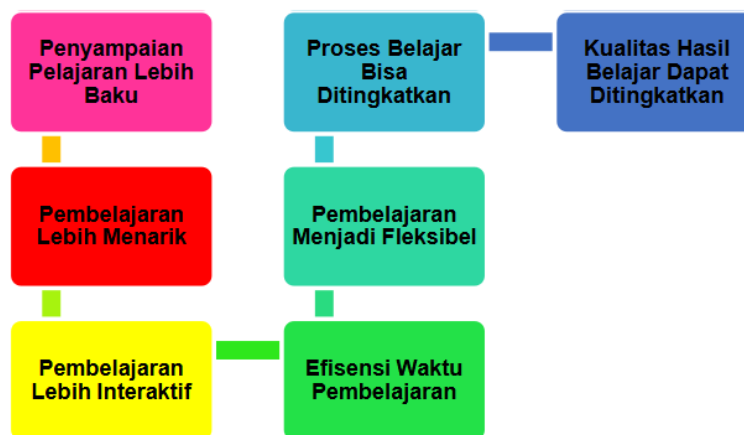 Penyampaian
Pelajaran Lebih
Baku
Pembelajaran
Lebih Menarik
Pembelajaran
Lebih Interaktif
Efisensi Waktu
Pembelajaran
Pembelajaran
Menjadi Fleksibel
Proses Belajar
Bisa
Ditingkatkan
Kualitas Hasil
Belajar Dapat
Ditingkatkan